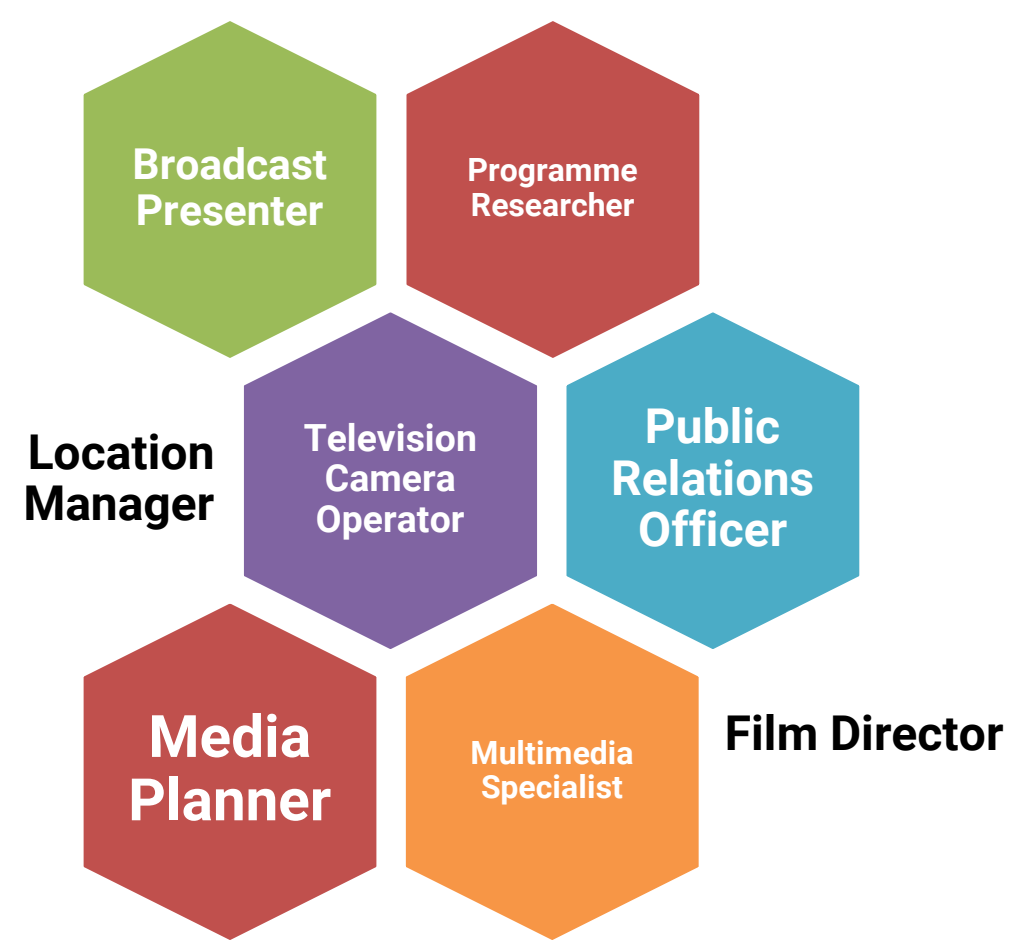 Broadcast
Presenter
Programme
Researcher
Location
Manager
Television
Camera
Operator
Public
Relations
Officer
Media
Planner
Multimedia
Specialist
Film Director